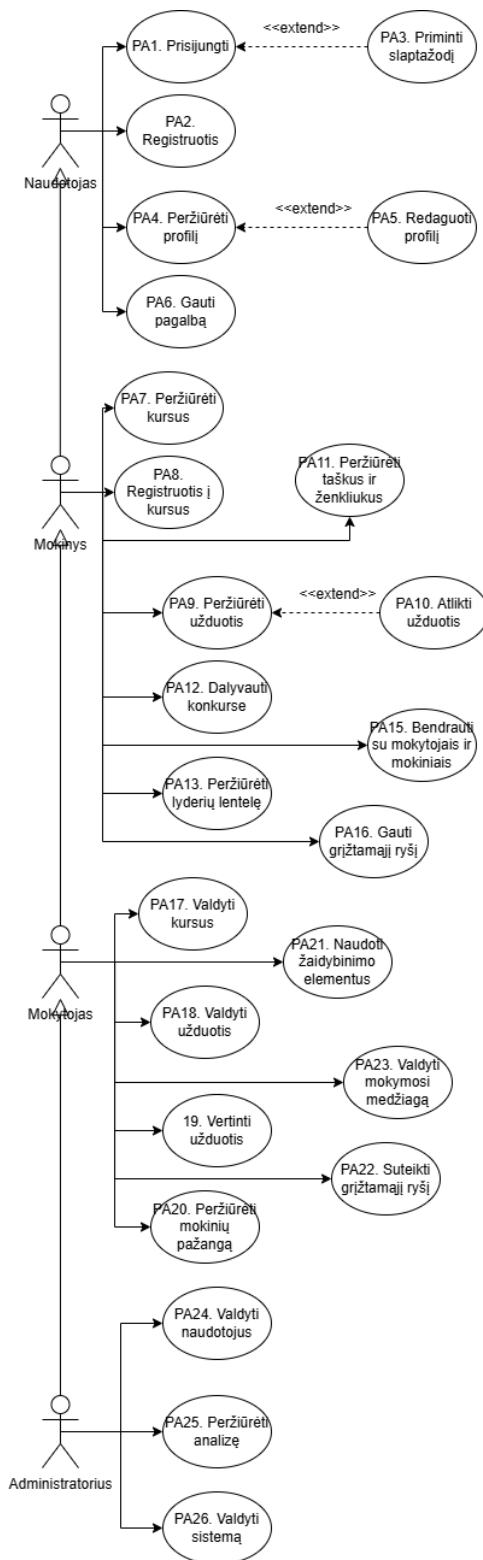 PA1. Prisijungti
<<extend>>
PA3. Priminti
slaptažodį
PA2.
Registruotis
Naudotojas
PA4. Peržiūrėti
profilį
<<extend>>
PA5. Redaguoti
profilį
PA6. Gauti
pagalbą
PA7. Peržiūrėti
kursus
PA8.
Registruotis į
kursus
PA11. Peržiūrėti
taškus ir
ženkliukus
Mokinys
PA9. Peržiūrėti
užduotis
<<extend>>
PA10. Atlikti
užduotis
PA12. Dalyvauti
konkurse
PA15. Bendrauti
su mokytojais ir
mokiniais
PA13. Peržiūrėti
lyderių lentelę
PA16. Gauti
grįžtamąjį ryšį
PA17. Valdyti
kursus
PA21. Naudoti
žaidybinimo
elementus
Mokytojas
PA18. Valdyti
užduotis
PA23. Valdyti
mokymosi
medžiagą
19. Vertinti
užduotis
PA22. Suteikti
grįžtamąjį ryšį
PA20. Peržiūrėti
mokinių
pažangą
PA24. Valdyti
naudotojus
PA25. Peržiūrėti
analizę
Administratorius
PA26. Valdyti
sistemą